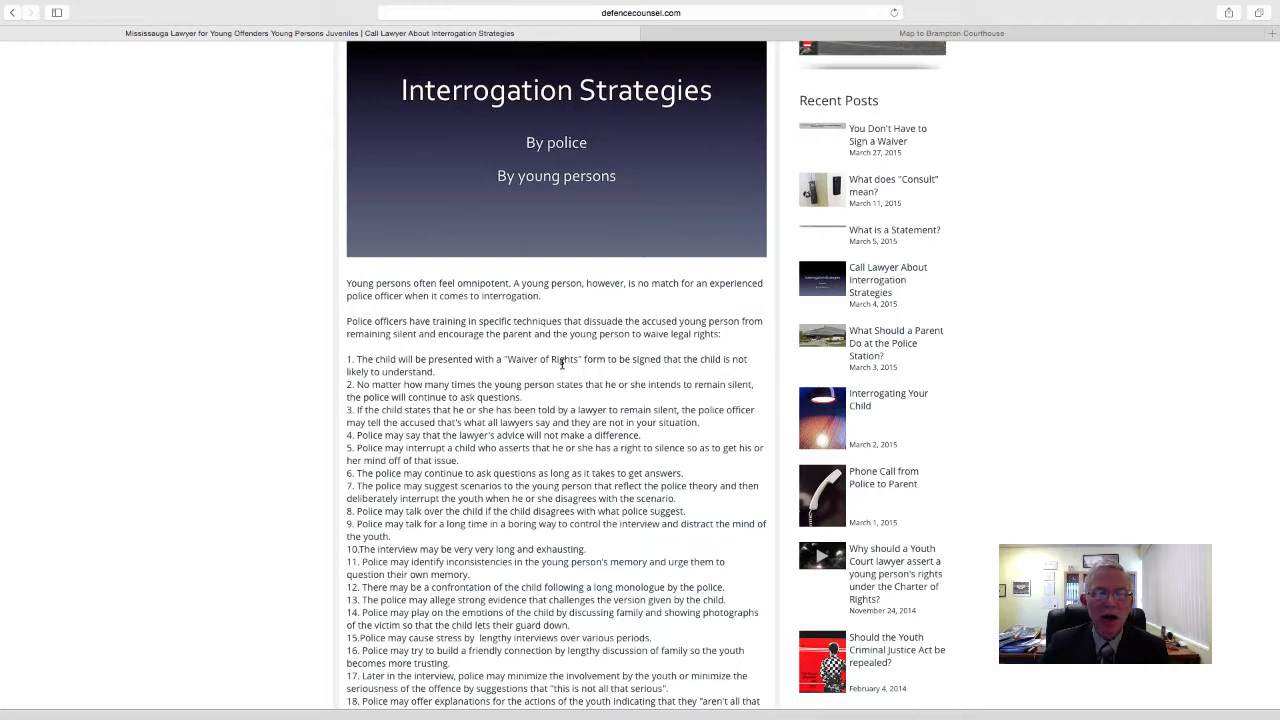 defencecounsel.com
Mississauga Lawyer for Young Offenders Young Persons Juveniles | Call Lawyer About Interrogation Strategies
Map to Brampton Courthouse
Interrogation Strategies
By police
By young persons
Young persons often feel omnipotent. A young person, however, is no match for an experienced
police officer when it comes to interrogation.
Police officers have training in specific techniques that dissuade the accused young person from
remaining silent and encourage the parent and the young person to waive legal rights:
1. The child will be presented with a "Waiver of Rights" form to be signed that the child is not
likely to understand.
2. No matter how many times the young person states that he or she intends to remain silent,
the police will continue to ask questions.
3. If the child states that he or she has been told by a lawyer to remain silent, the police officer
may tell the accused that's what all lawyers say and they are not in your situation.
4. Police may say that the lawyer's advice will not make a difference.
5. Police may interrupt a child who asserts that he or she has a right to silence so as to get his or
her mind off of that issue.
6. The police may continue to ask questions as long as it takes to get answers.
7. The police may suggest scenarios to the young person that reflect the police theory and then
deliberately interrupt the youth when he or she disagrees with the scenario.
8. Police may talk over the child if the child disagrees with what police suggest.
9. Police may talk for a long time in a boring way to control the interview and distract the mind of
the youth.
10.The interview may be very very long and exhausting.
11. Police may identify inconsistencies in the young person's memory and urge them to
question their own memory.
12. There may be a confrontation of the child following a long monologue by the police.
13. The police may allege strong evidence that challenges the version given by the child.
14. Police may play on the emotions of the child by discussing family and showing photographs
of the victim so that the child lets their guard down.
15.Police may cause stress by lengthy interviews over various periods.
16. Police may try to build a friendly connection by lengthy discussion of family so the youth
becomes more trusting.
17. Later in the interview, police may minimize the involvement by the youth or minimize the
seriousness of the offence by suggestions that "this is not all that serious".
18. Police may offer explanations for the actions of the youth indicating that they "aren't all that
Recent Posts
You Don't Have to
Sign a Waiver
March 27, 2015
What does "Consult"
mean?
March 11, 2015
What is a Statement?
March 5, 2015
Call Lawyer About
Interrogation
Strategies
March 4, 2015
What Should a Parent
Do at the Police
Station?
March 3, 2015
Interrogating Your
Child
March 2, 2015
Phone Call from
Police to Parent
March 1, 2015
Why should a Youth
Court lawyer assert a
young person's rights
under the Charter of
Rights?
November 24, 2014
Should the Youth
Criminal Justice Act be
repealed?
February 4, 2014